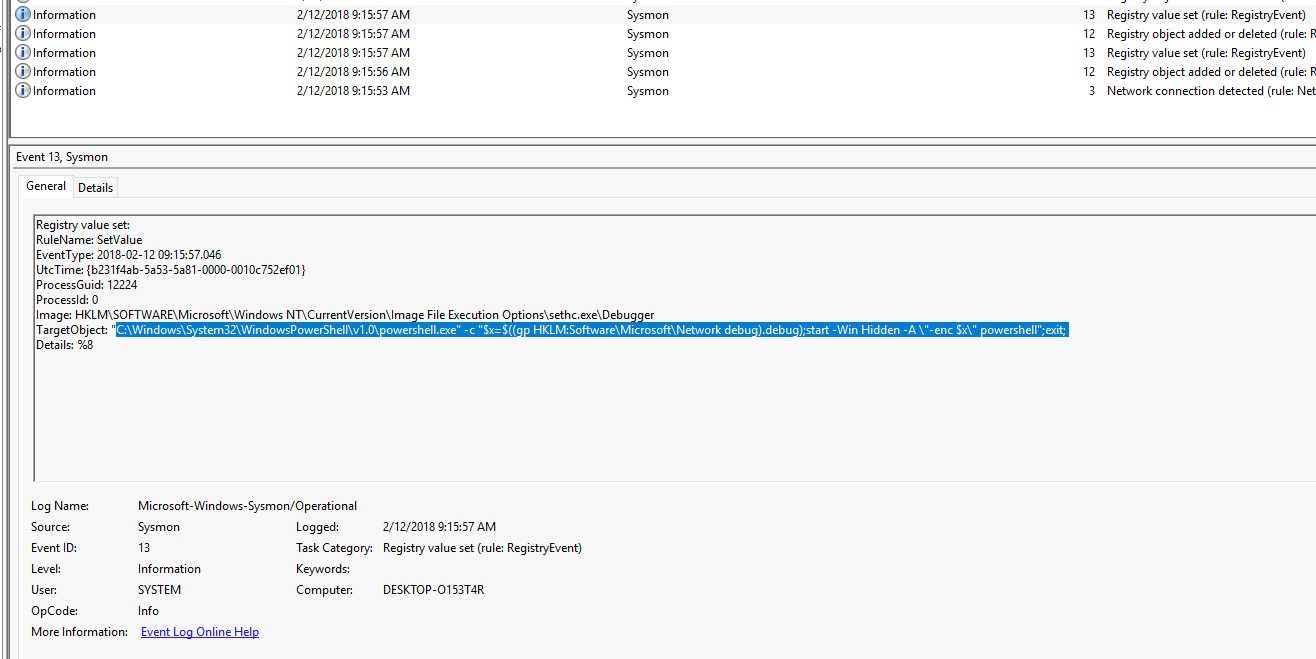 Information 2/12/2018 9:15:57 AM Sysmon 13 Registry value set (rule: RegistryEvent)
Information 2/12/2018 9:15:57 AM Sysmon 12 Registry object added or deleted (rule: R
Information 2/12/2018 9:15:57 AM Sysmon 13 Registry value set (rule: RegistryEvent)
Information 2/12/2018 9:15:56 AM Sysmon 12 Registry object added or deleted (rule: R
Information 2/12/2018 9:15:53 AM Sysmon 3 Network connection detected (rule: Net
Event 13, Sysmon
General Details
Registry value set:
RuleName: SetValue
EventType: 2018-02-12 09:15:57.046
UtcTime: {b231f4ab-5a53-5a81-0000-0010c752ef01}
ProcessGuid: 12224
ProcessId: 0
Image: HKLM\SOFTWARE\Microsoft\Windows NT\CurrentVersion\Image File Execution Options\sethc.exe\Debugger
TargetObject: "C:\Windows\System32\WindowsPowerShell\v1.0\powershell.exe" -c "$x=$((gp HKLM:Software\Microsoft\Network debug).debug);start -Win Hidden -A \"-enc $x\" powershell";exit;
Details: %8
Log Name: Microsoft-Windows-Sysmon/Operational
Source: Sysmon Logged: 2/12/2018 9:15:57 AM
Event ID: 13 Task Category: Registry value set (rule: RegistryEvent)
Level: Information Keywords:
User: SYSTEM Computer: DESKTOP-O153T4R
OpCode: Info
More Information: Event Log Online Help